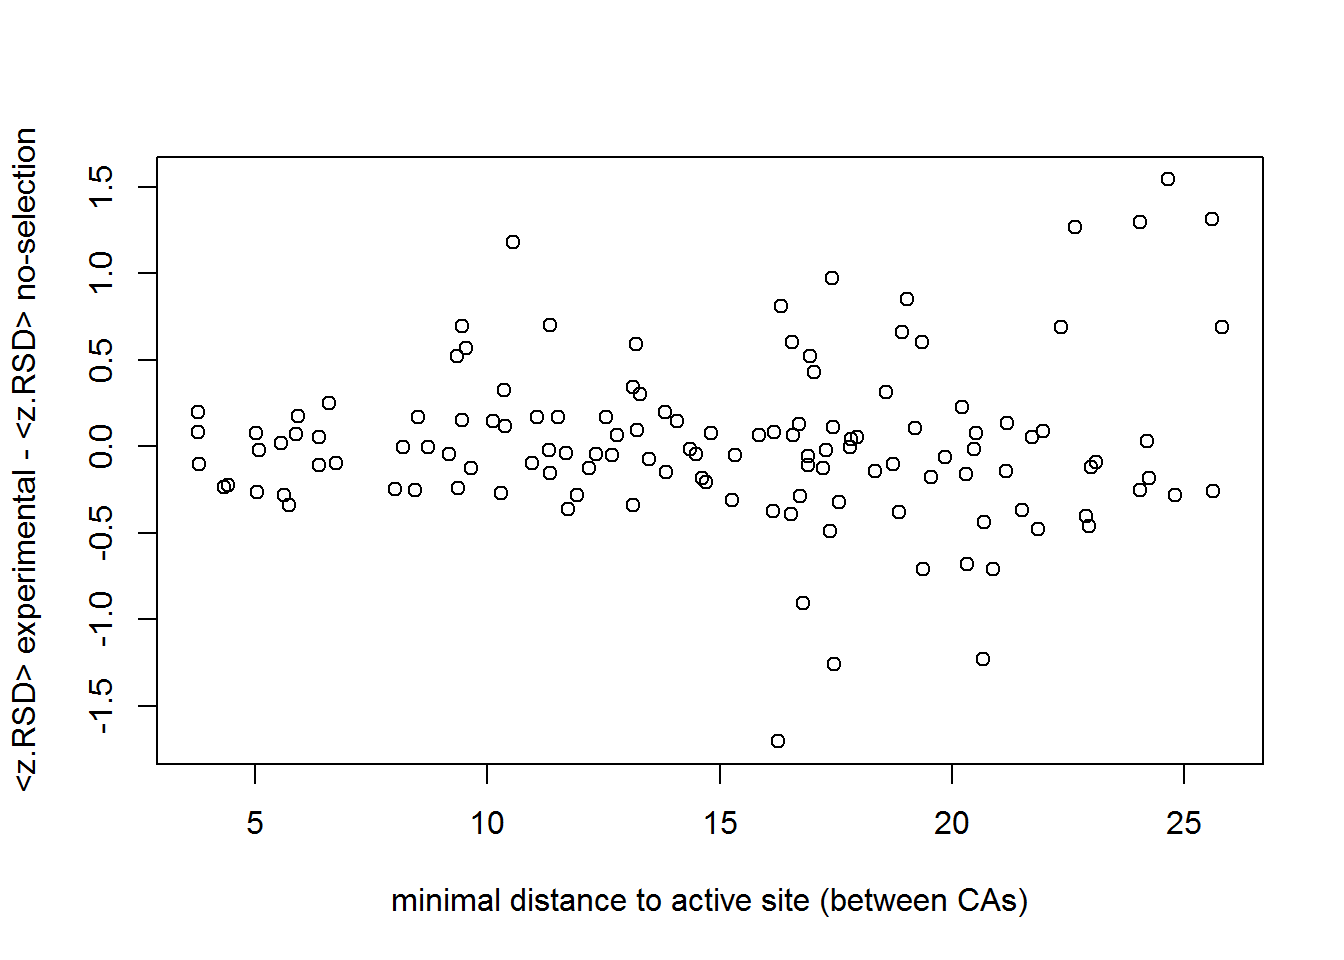 <z.RSD> experimental - <z.RSD> no-selection
1.5
1.0
0.5
0.0
-0.5
-1.0
-1.5
5 10 15 20 25
minimal distance to active site (between CAs)